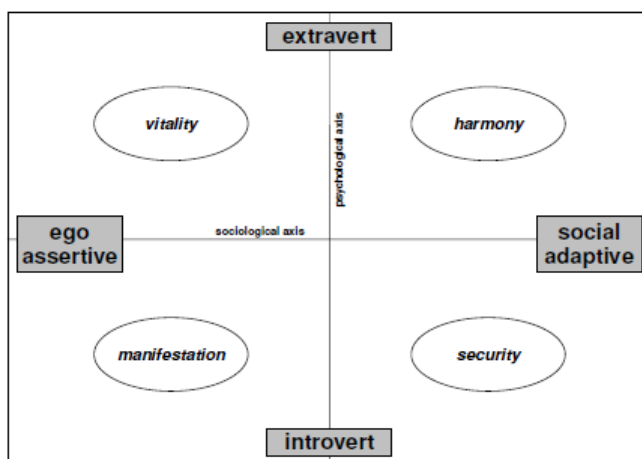 extravert
vitality
harmony
psychological axis
ego
assertive
sociological axis
social
adaptive
manifestation
security
introvert